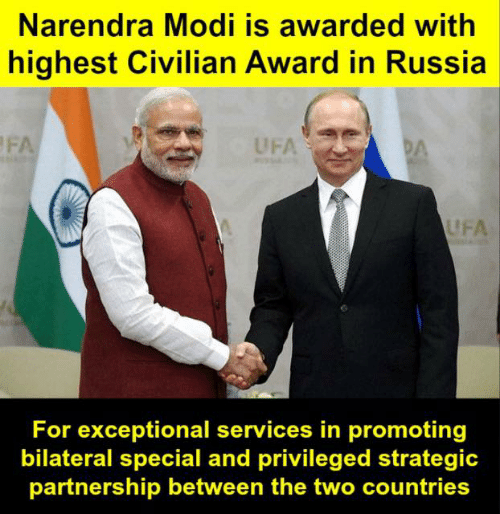 Narendra Modi is awarded with
highest Civilian Award in Russia
UFA
UFA
For exceptional services in promoting
bilateral special and privileged strategic
partnership between the two countries